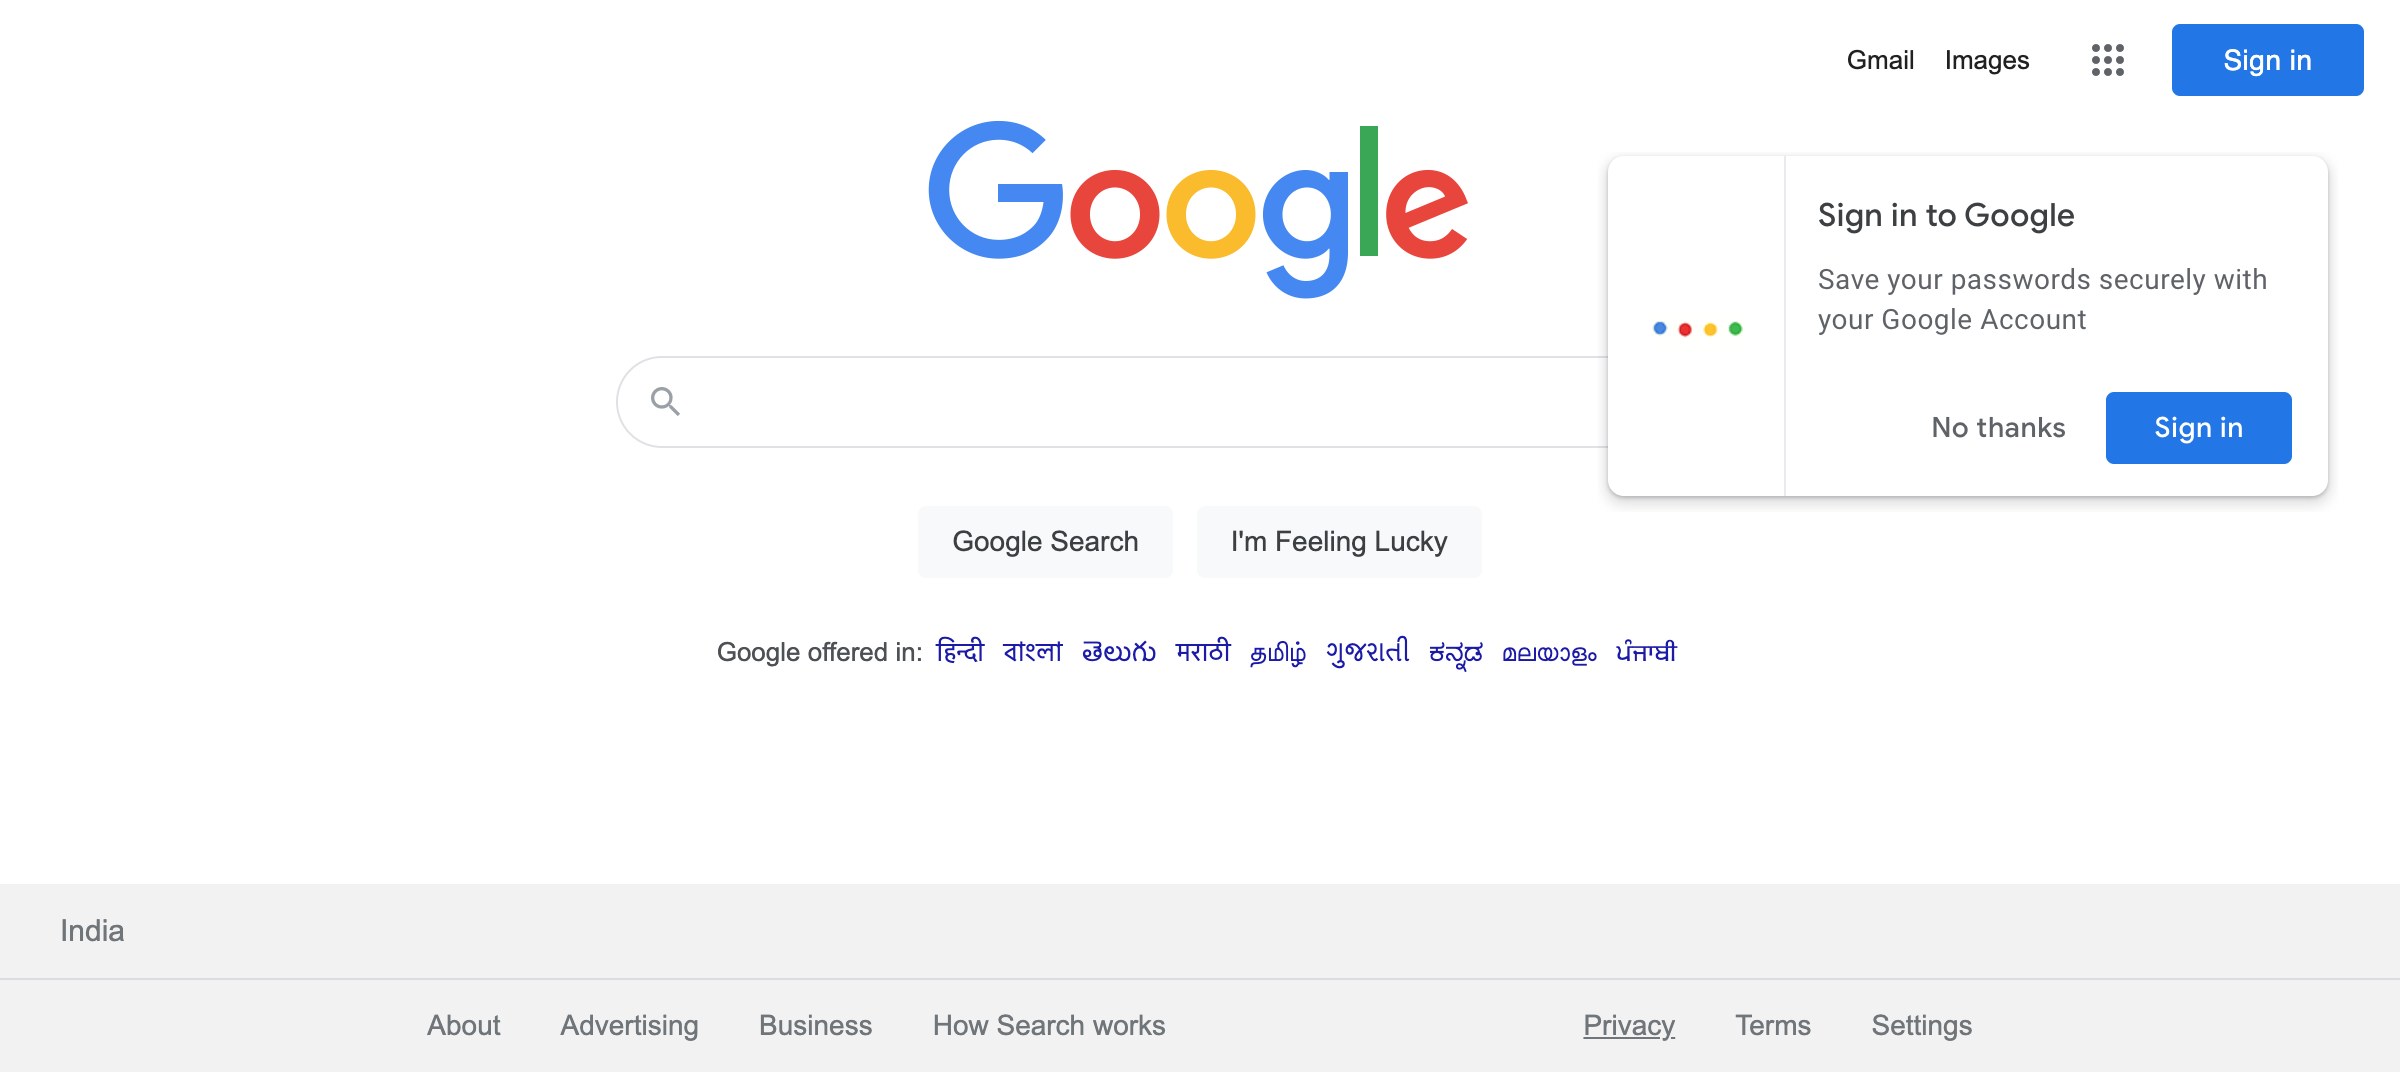 Gmail Images Sign in
Google
Sign in to Google
Save your passwords securely with
your Google Account
No thanks Sign in
Google Search I'm Feeling Lucky
Google offered in: हिन्दी বাংলা తెలుగు मराठी தமிழ் ગુજરાતી ಕನ್ನಡ മലയാളം ਪੰਜਾਬੀ
India
About Advertising Business How Search works Privacy Terms Settings